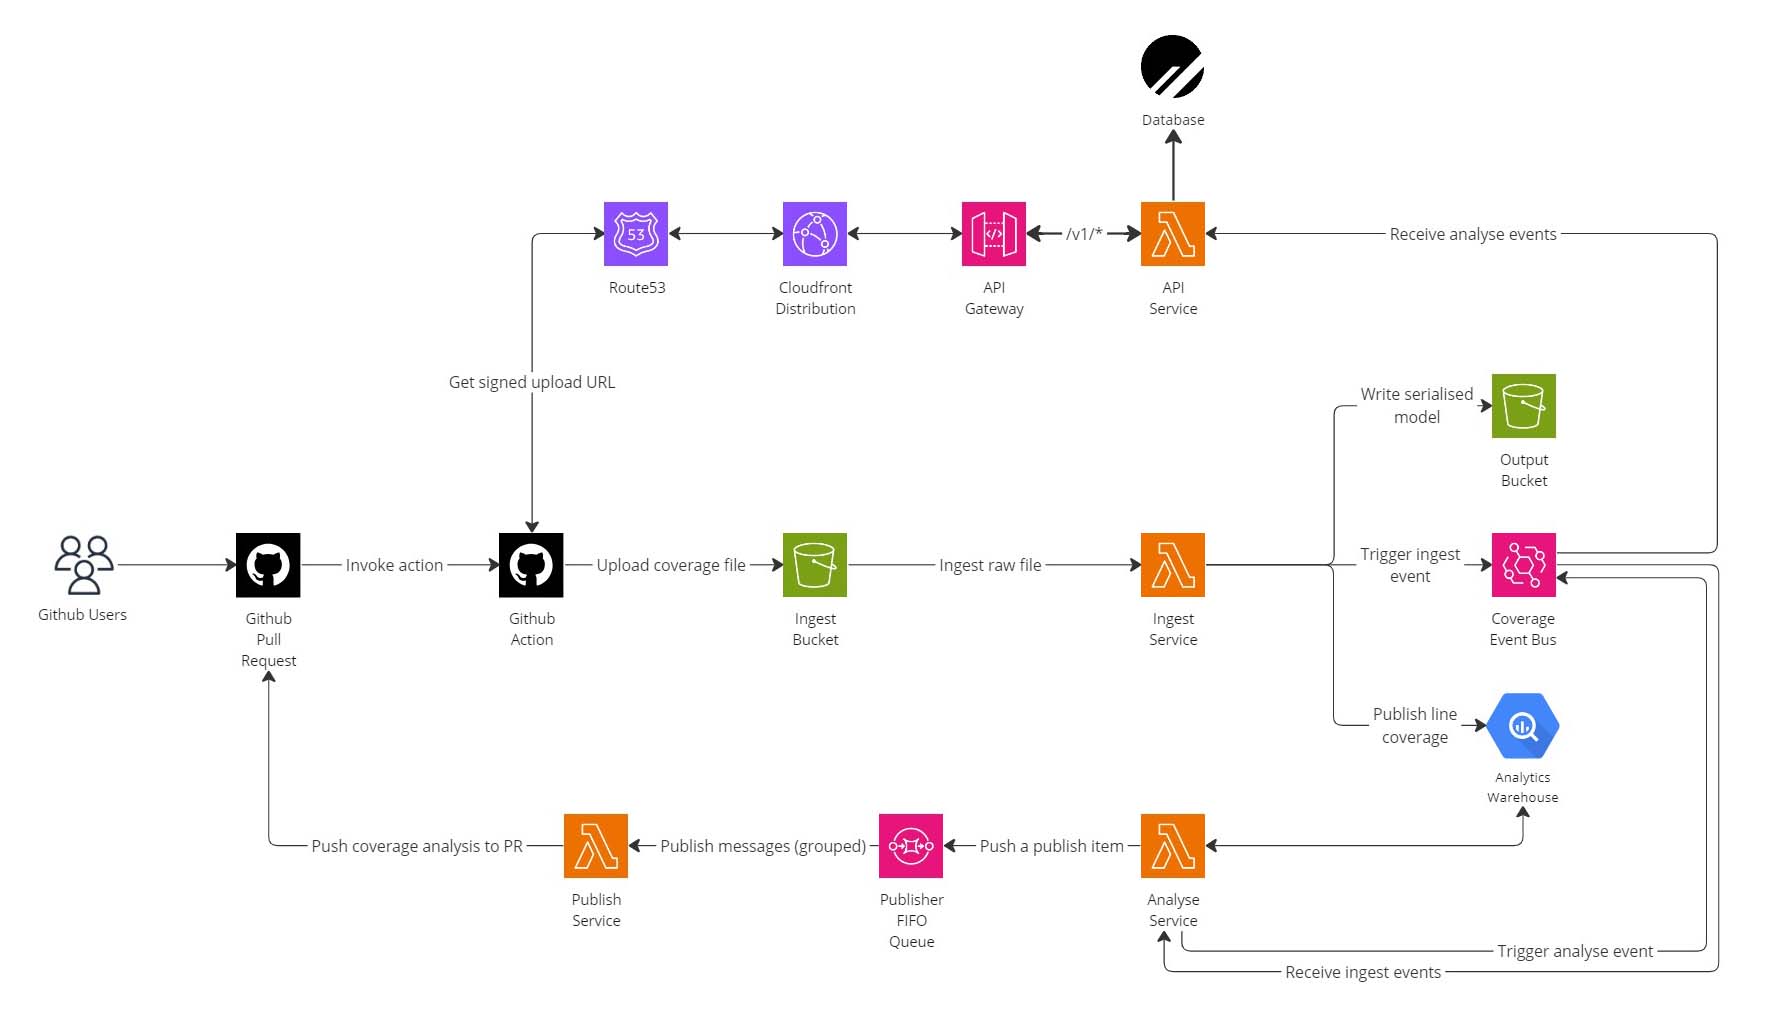 Database
53
</>
/v1/*
Receive analyse events
Route53
Cloudfront
Distribution
API
Gateway
API
Service
Get signed upload URL
Write serialised
model
Output
Bucket
Github Users
Invoke action
Upload coverage file
Ingest raw file
Trigger ingest
event
Github
Pull
Request
Github
Action
Ingest
Bucket
Ingest
Service
Coverage
Event Bus
Publish line
coverage
Analytics
Warehouse
Push coverage analysis to PR
Publish messages (grouped)
Push a publish item
Publish
Service
Publisher
FIFO
Queue
Analyse
Service
Trigger analyse event
Receive ingest events